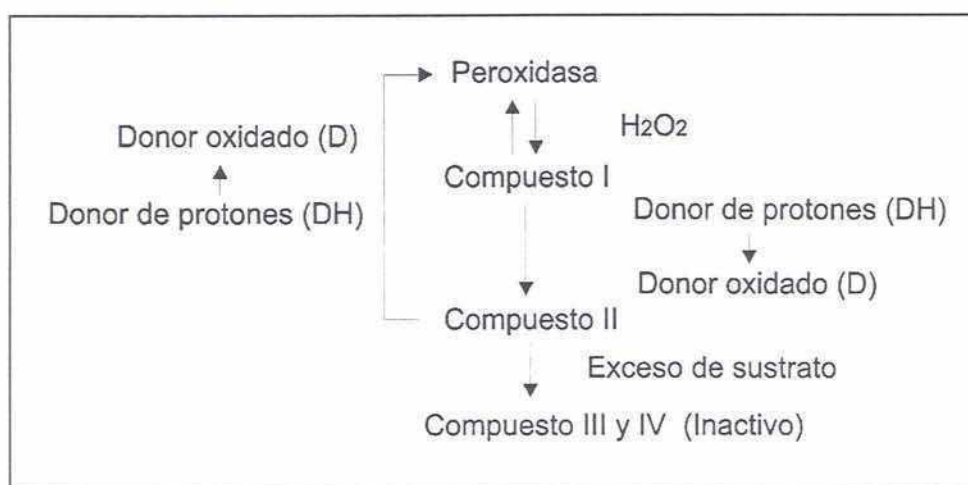 Peroxidasa
H2O2
Donor oxidado (D)
Compuesto I
Donor de protones (DH)
Donor de protones (DH)
Donor oxidado (D)
Compuesto II
Exceso de sustrato
Compuesto III y IV (Inactivo)